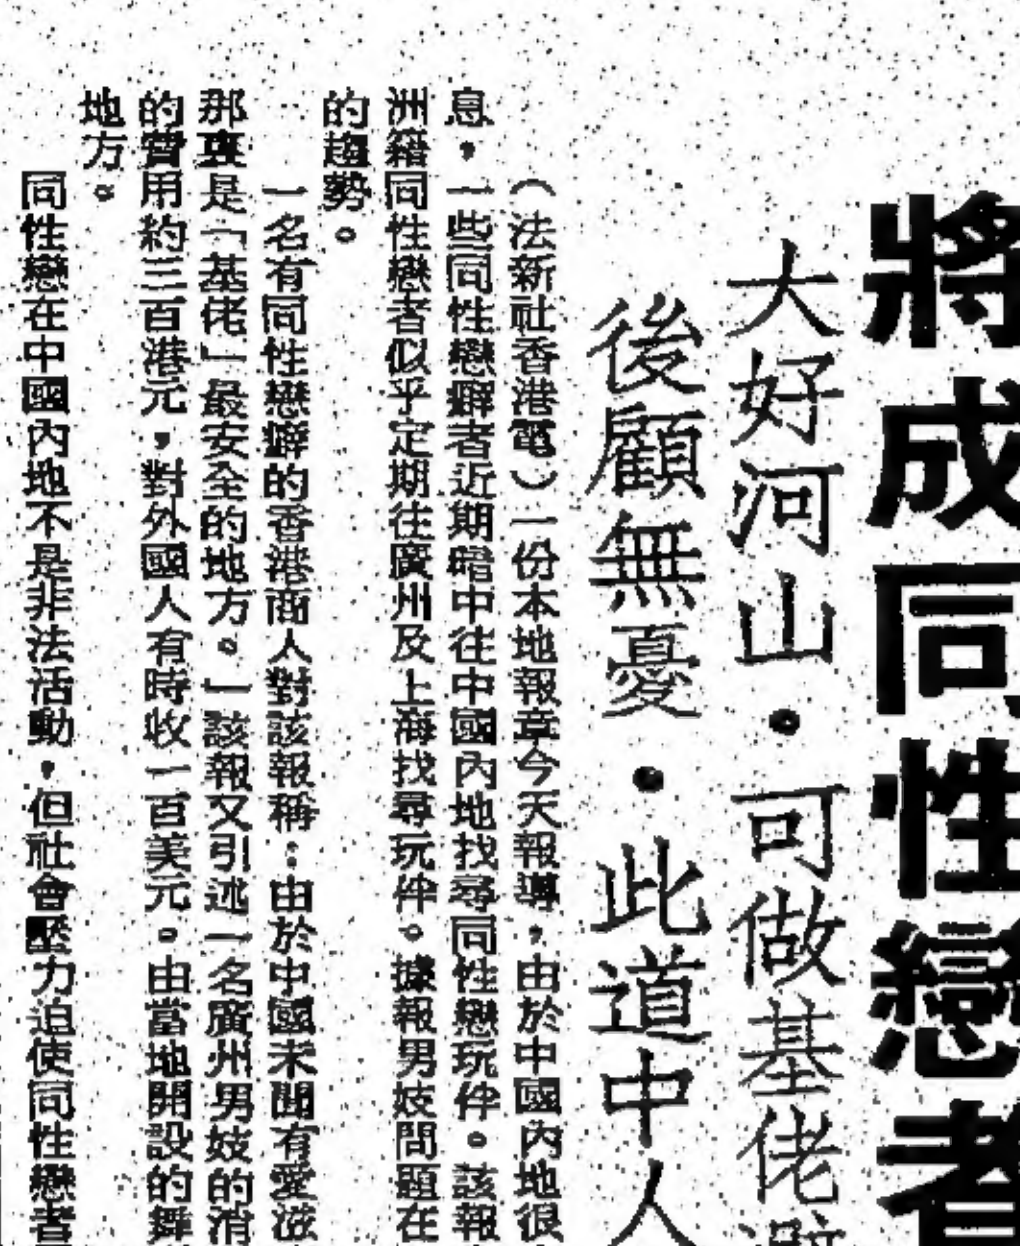 將成同性戀者
大好河山・可做基佬避
後顧無憂・此道中人
（法新社香港電）一份本地報章今天報導，由於中國內地很
息，一些同性戀癖者近期暗中往中國內地找尋同性戀玩伴。該報
洲籍同性戀者似乎定期往廣州及上海找尋玩伴。據報男妓問題在
的趨勢。
一名有同性戀癖的香港商人對該報稱：由於中國未聞有愛滋
那裏是「基佬」最安全的地方。」該報又引述一名廣州男妓的消
的費用約三百港元，對外國人有時收一百美元。由當地開設的舞
地方。
同性戀在中國內地不是非法活動，但社會壓力迫使同性戀者